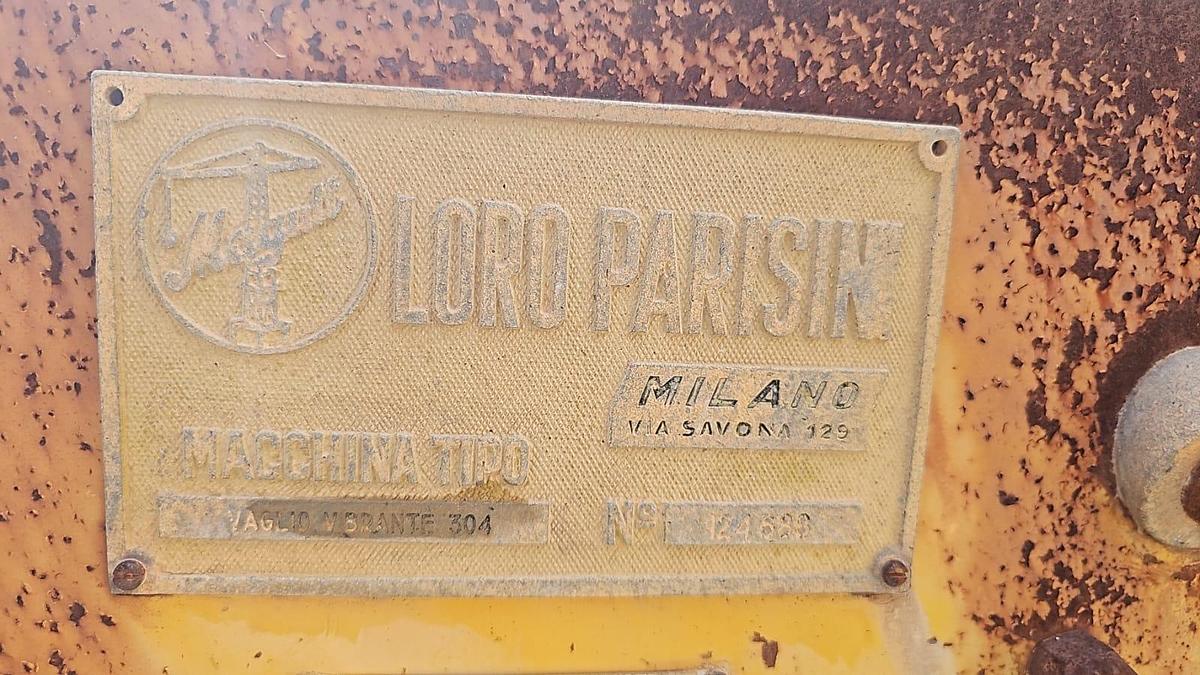 LORO PARISINI
MILANO
VIA SAVONA 129
MACCHINA TIPO
VAGLIO VIBRANTE 304
Nº